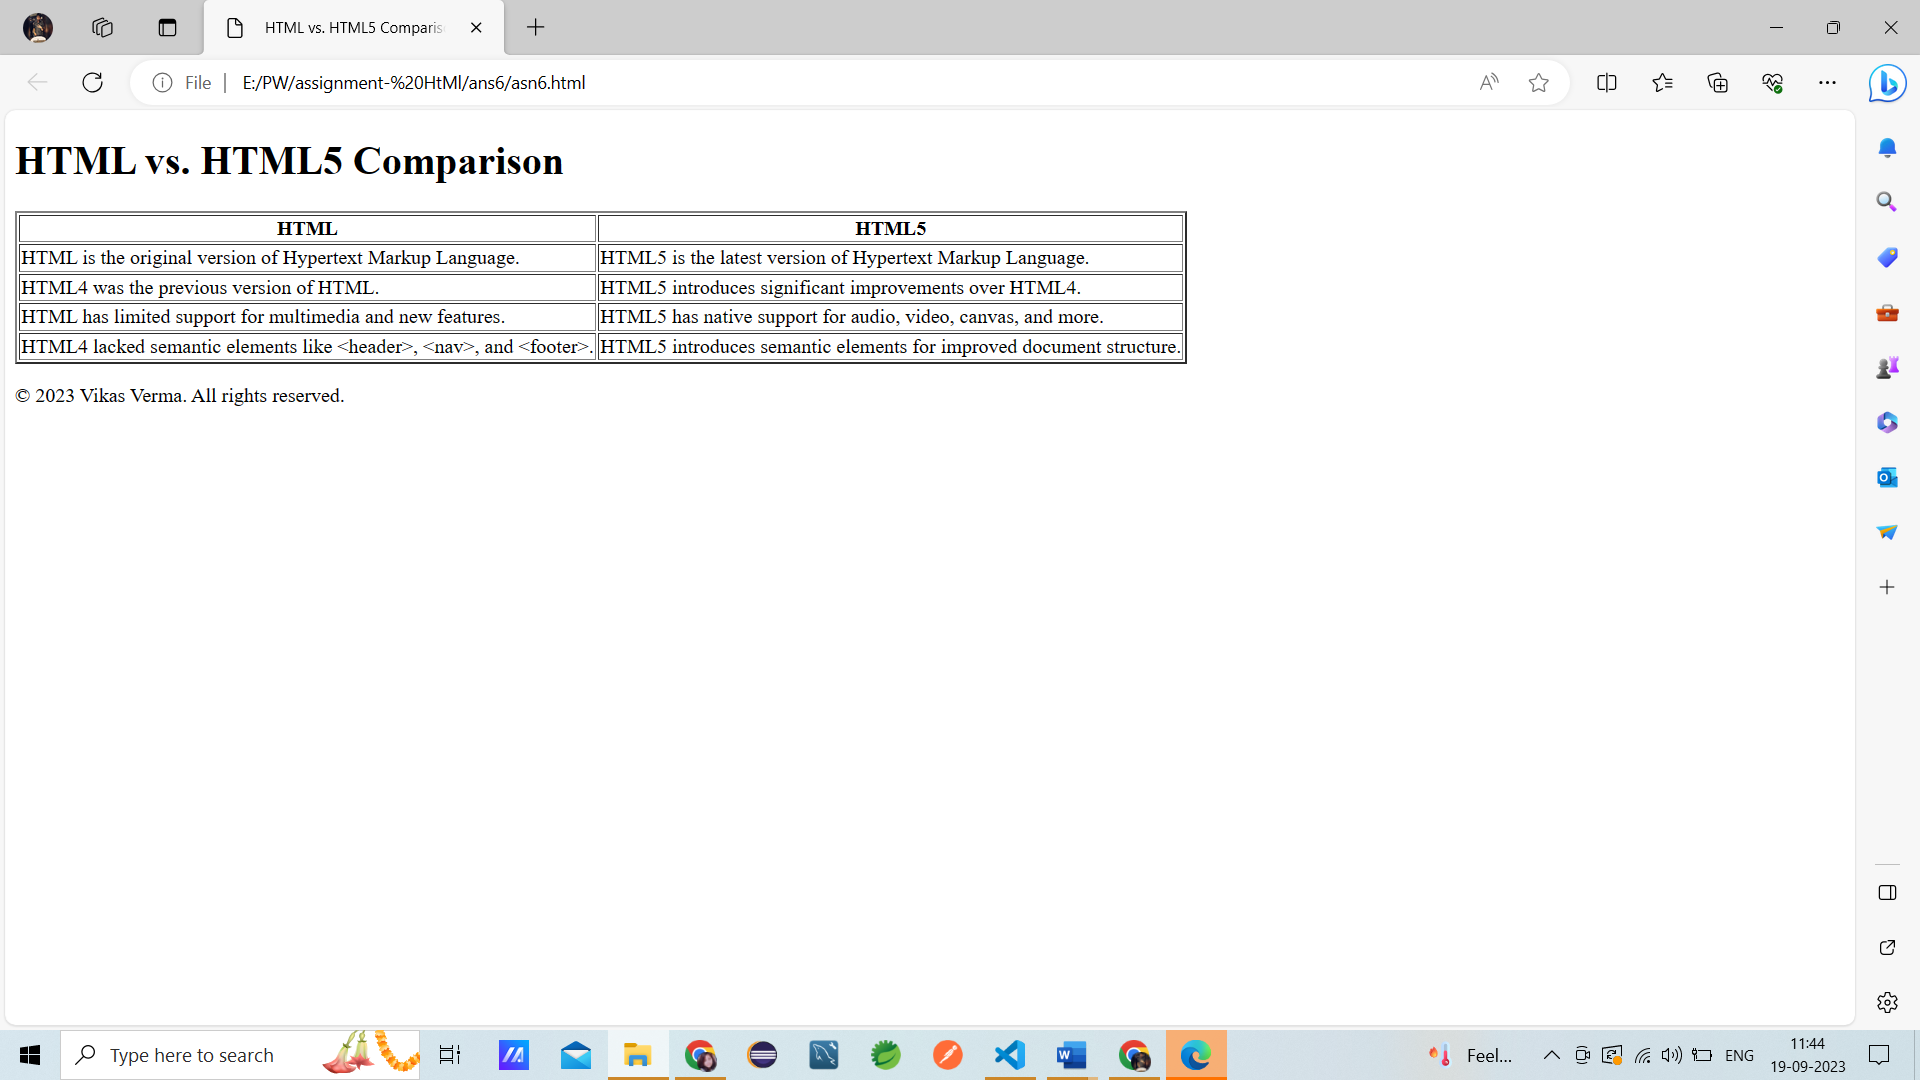 HTML vs. HTML5 Comparis
File
E:/PW/assignment-%20HtMl/ans6/asn6.html
HTML vs. HTML5 Comparison
HTML HTML5
HTML is the original version of Hypertext Markup Language. HTML5 is the latest version of Hypertext Markup Language.
HTML4 was the previous version of HTML. HTML5 introduces significant improvements over HTML4.
HTML has limited support for multimedia and new features. HTML5 has native support for audio, video, canvas, and more.
HTML4 lacked semantic elements like <header>, <nav>, and <footer>. HTML5 introduces semantic elements for improved document structure.
© 2023 Vikas Verma. All rights reserved.
Type here to search
Feel...
ENG
11:44
19-09-2023